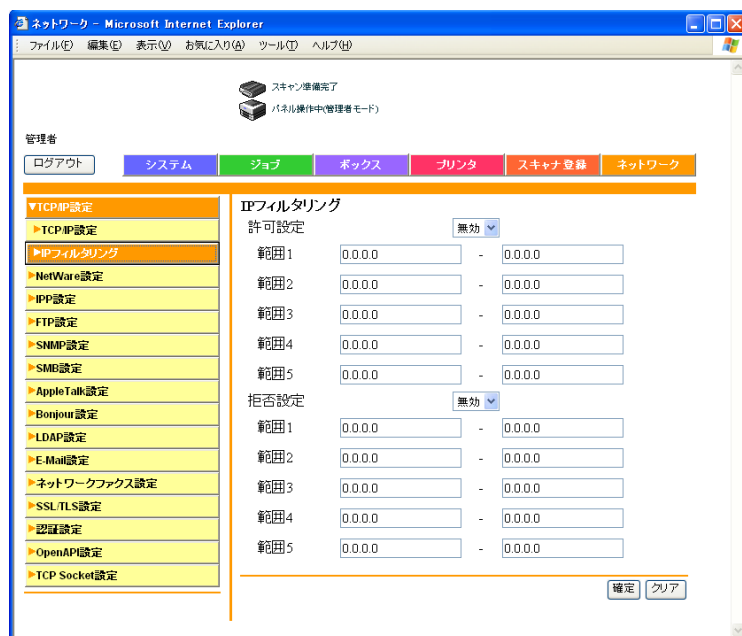 ネットワーク - Microsoft Internet Explorer
ファイル(F) 編集(E) 表示(V) お気に入り(A) ツール(T) ヘルプ(H)
スキャン準備完了
パネル操作中(管理者モード)
管理者
ログアウト システム ジョブ ボックス プリンタ スキャナ登録 ネットワーク
▼TCP/IP設定
▶TCP/IP設定
▶IPフィルタリング
▶NetWare設定
▶IPP設定
▶FTP設定
▶SNMP設定
▶SMB設定
▶AppleTalk設定
▶Bonjour設定
▶LDAP設定
▶E-Mail設定
▶ネットワークファクス設定
▶SSL/TLS設定
▶認証設定
▶OpenAPI設定
▶TCP Socket設定
IPフィルタリング
許可設定 無効
範囲1 0.0.0.0 - 0.0.0.0
範囲2 0.0.0.0 - 0.0.0.0
範囲3 0.0.0.0 - 0.0.0.0
範囲4 0.0.0.0 - 0.0.0.0
範囲5 0.0.0.0 - 0.0.0.0
拒否設定 無効
範囲1 0.0.0.0 - 0.0.0.0
範囲2 0.0.0.0 - 0.0.0.0
範囲3 0.0.0.0 - 0.0.0.0
範囲4 0.0.0.0 - 0.0.0.0
範囲5 0.0.0.0 - 0.0.0.0
確定 クリア